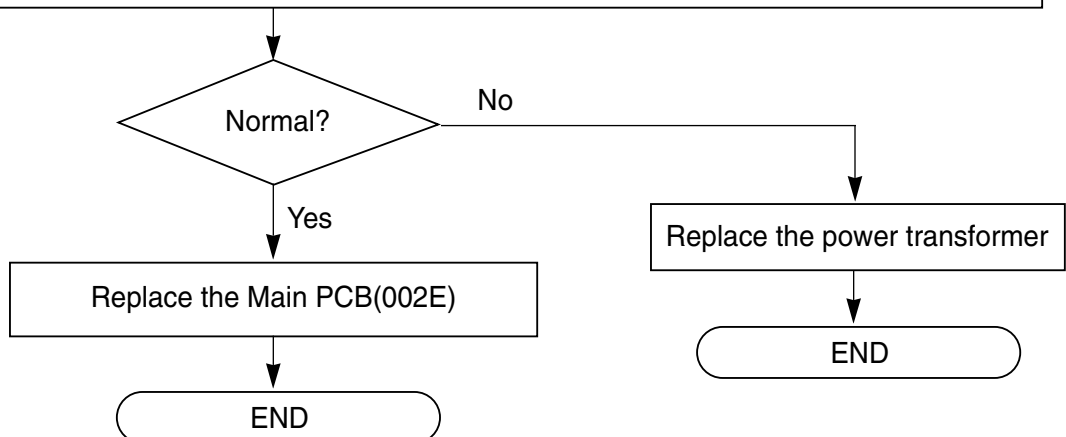 Normal?
No
Yes
Replace the power transformer
Replace the Main PCB(002E)
END
END